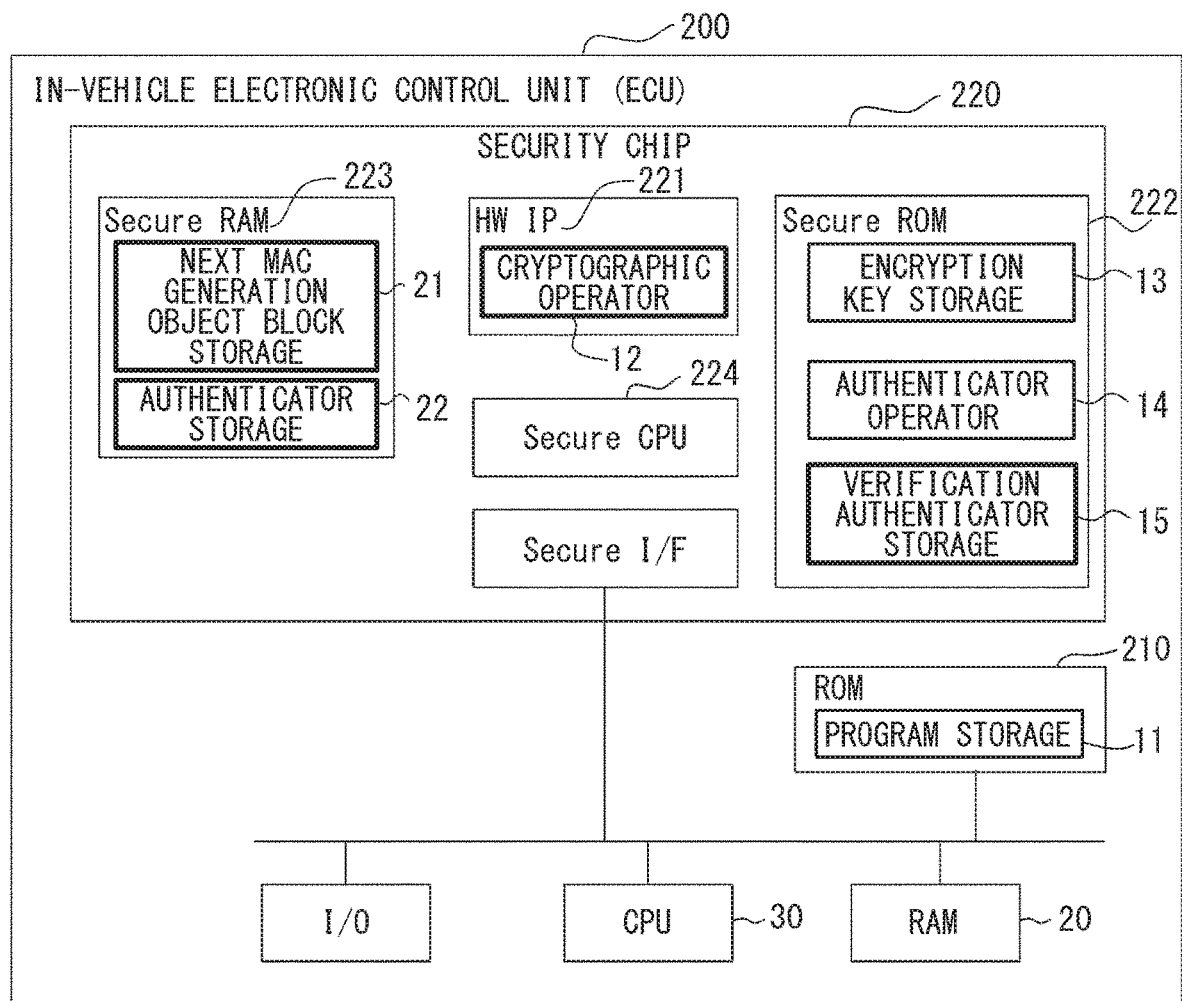 200
IN-VEHICLE ELECTRONIC CONTROL UNIT (ECU)
220
SECURITY CHIP
223
Secure RAM
NEXT MAC
GENERATION
OBJECT BLOCK
STORAGE
21
AUTHENTICATOR
STORAGE
22
221
HW IP
CRYPTOGRAPHIC
OPERATOR
12
224
Secure CPU
Secure I/F
222
Secure ROM
ENCRYPTION
KEY STORAGE
13
AUTHENTICATOR
OPERATOR
14
VERIFICATION
AUTHENTICATOR
STORAGE
15
210
ROM
PROGRAM STORAGE
11
I/O
CPU
30
RAM
20